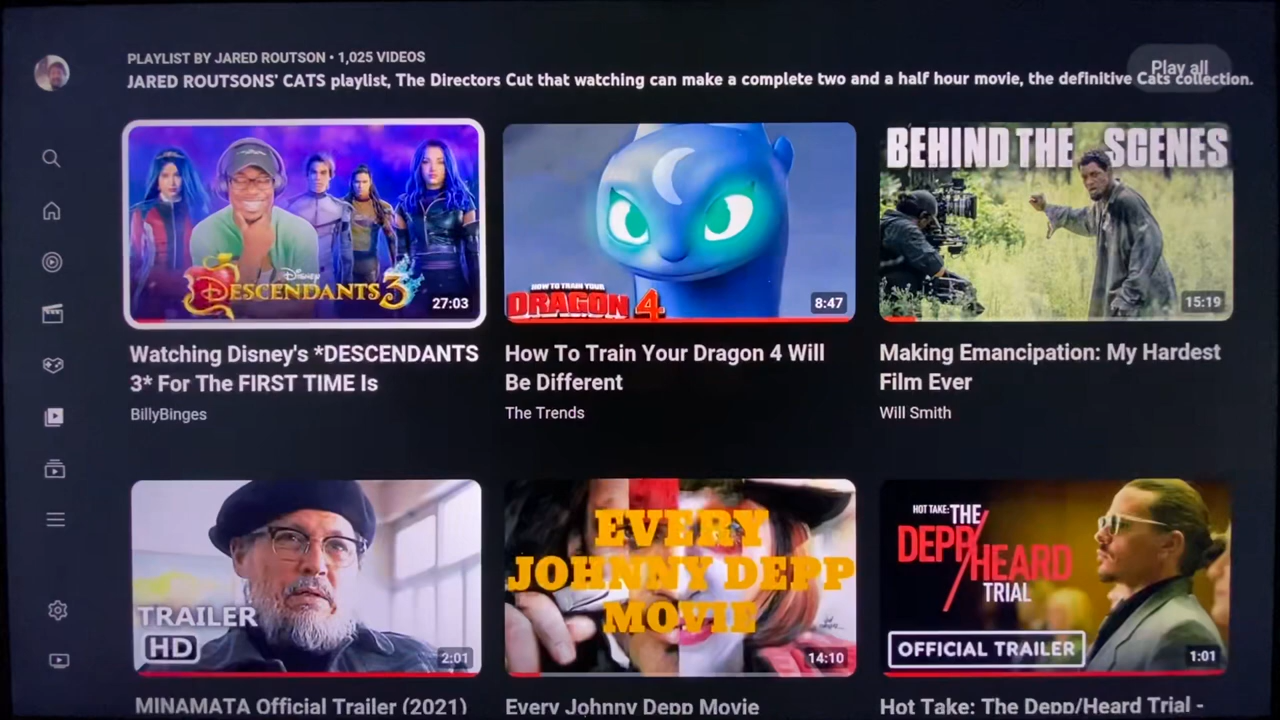 PLAYLIST BY JARED ROUTSON • 1,025 VIDEOS
JARED ROUTSONS' CATS playlist, The Directors Cut that watching can make a complete two and a half hour movie, the definitive Cats collection.
Play all
Disney
DESCENDANTS 3
27:03
HOW TO TRAIN YOUR
DRAGON 4
8:47
BEHIND THE SCENES
15:19
Watching Disney's *DESCENDANTS
3* For The FIRST TIME Is
BillyBinges
How To Train Your Dragon 4 Will
Be Different
The Trends
Making Emancipation: My Hardest
Film Ever
Will Smith
TRAILER
HD
2:01
EVERY
JOHNNY DEPP
MOVIE
14:10
HOT TAKE: THE
DEPP/HEARD
TRIAL
OFFICIAL TRAILER
1:01
MINAMATA Official Trailer (2021)
Every Johnny Depp Movie
Hot Take: The Depp/Heard Trial -